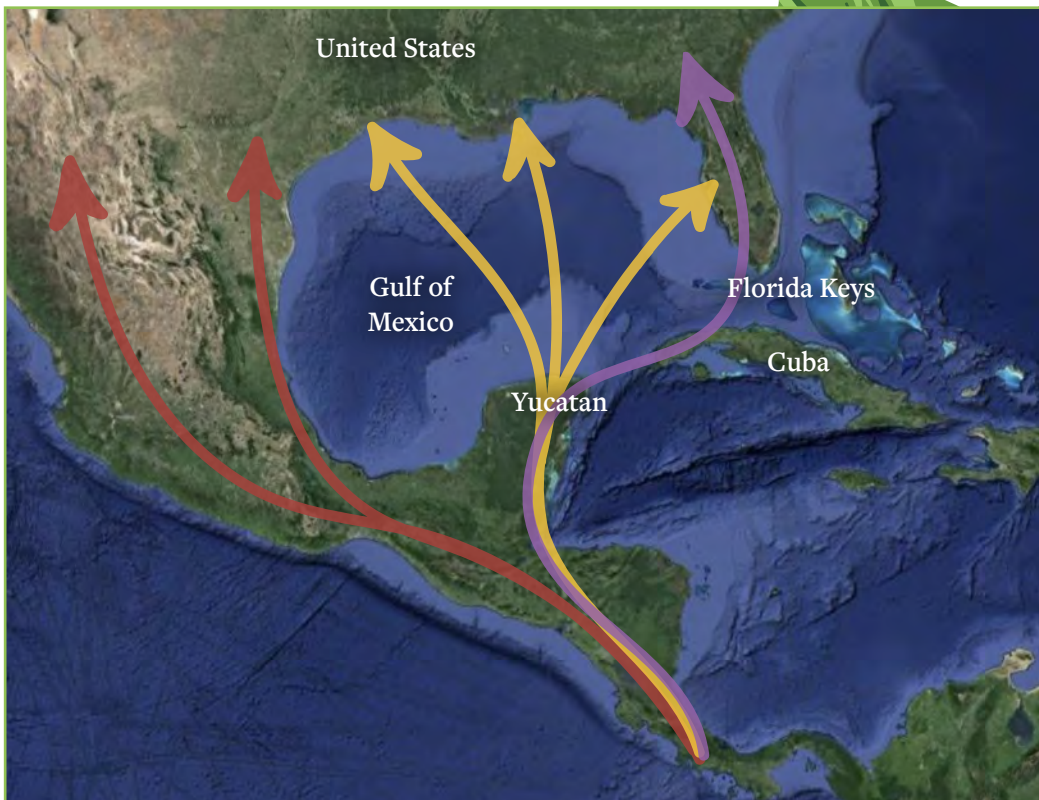 United States
Gulf of
Mexico
Florida Keys
Cuba
Yucatan